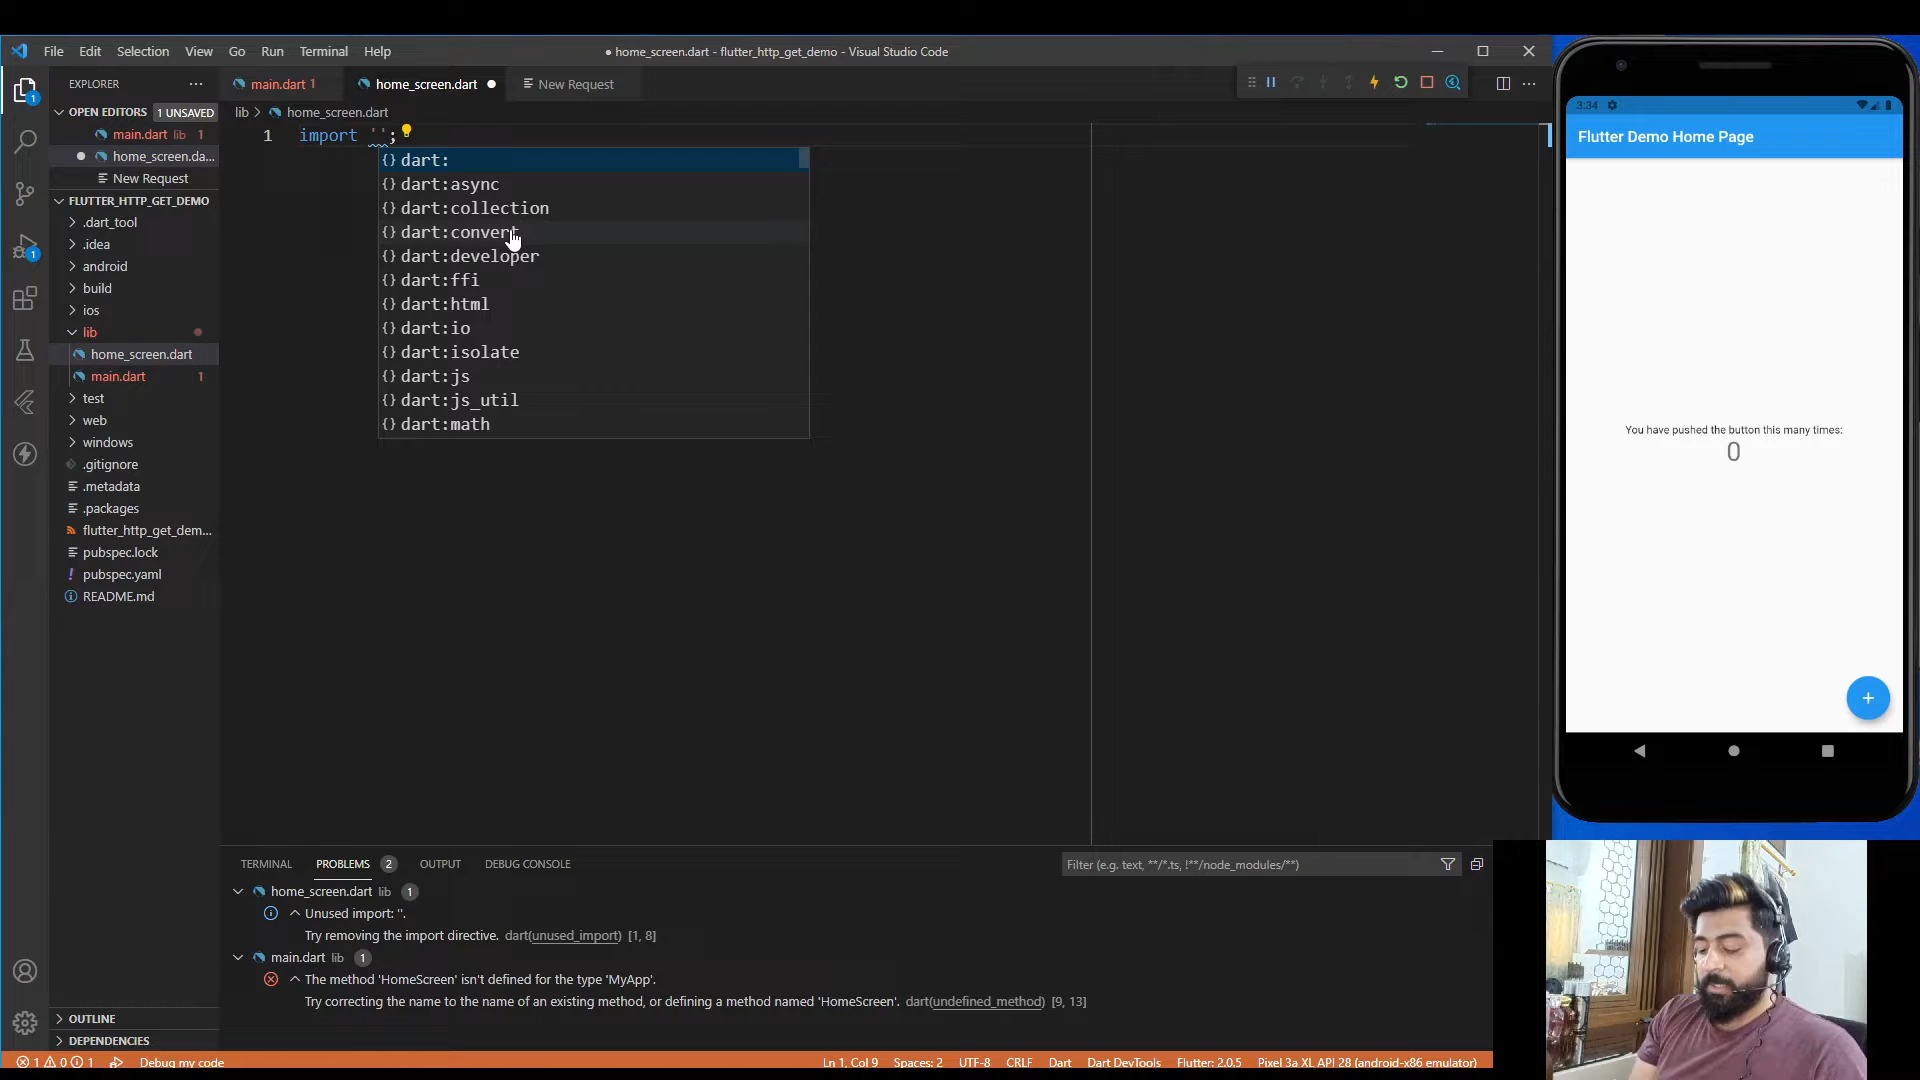 File Edit Selection View Go Run Terminal Help
● home_screen.dart - flutter_http_get_demo - Visual Studio Code
EXPLORER
main.dart 1
home_screen.dart
New Request
OPEN EDITORS 1 UNSAVED
main.dart lib 1
home_screen.da...
New Request
FLUTTER_HTTP_GET_DEMO
.dart_tool
.idea
android
build
ios
lib
home_screen.dart
main.dart 1
test
web
windows
.gitignore
.metadata
.packages
flutter_http_get_dem...
pubspec.lock
pubspec.yaml
README.md
OUTLINE
DEPENDENCIES
lib > home_screen.dart
1 import '';
dart:
dart:async
dart:collection
dart:convert
dart:developer
dart:ffi
dart:html
dart:io
dart:isolate
dart:js
dart:js_util
dart:math
TERMINAL PROBLEMS 2 OUTPUT DEBUG CONSOLE
Filter (e.g. text, **/*.ts, !**/node_modules/**)
home_screen.dart lib 1
Unused import: ''.
Try removing the import directive. dart(unused_import) [1, 8]
main.dart lib 1
The method 'HomeScreen' isn't defined for the type 'MyApp'.
Try correcting the name to the name of an existing method, or defining a method named 'HomeScreen'. dart(undefined_method) [9, 13]
1 0 1 Debug my code
Ln 1, Col 9 Spaces: 2 UTF-8 CRLF Dart Dart DevTools Flutter: 2.0.5 Pixel 3a XL API 28 (android-x86 emulator)
3:34
Flutter Demo Home Page
You have pushed the button this many times:
0
+